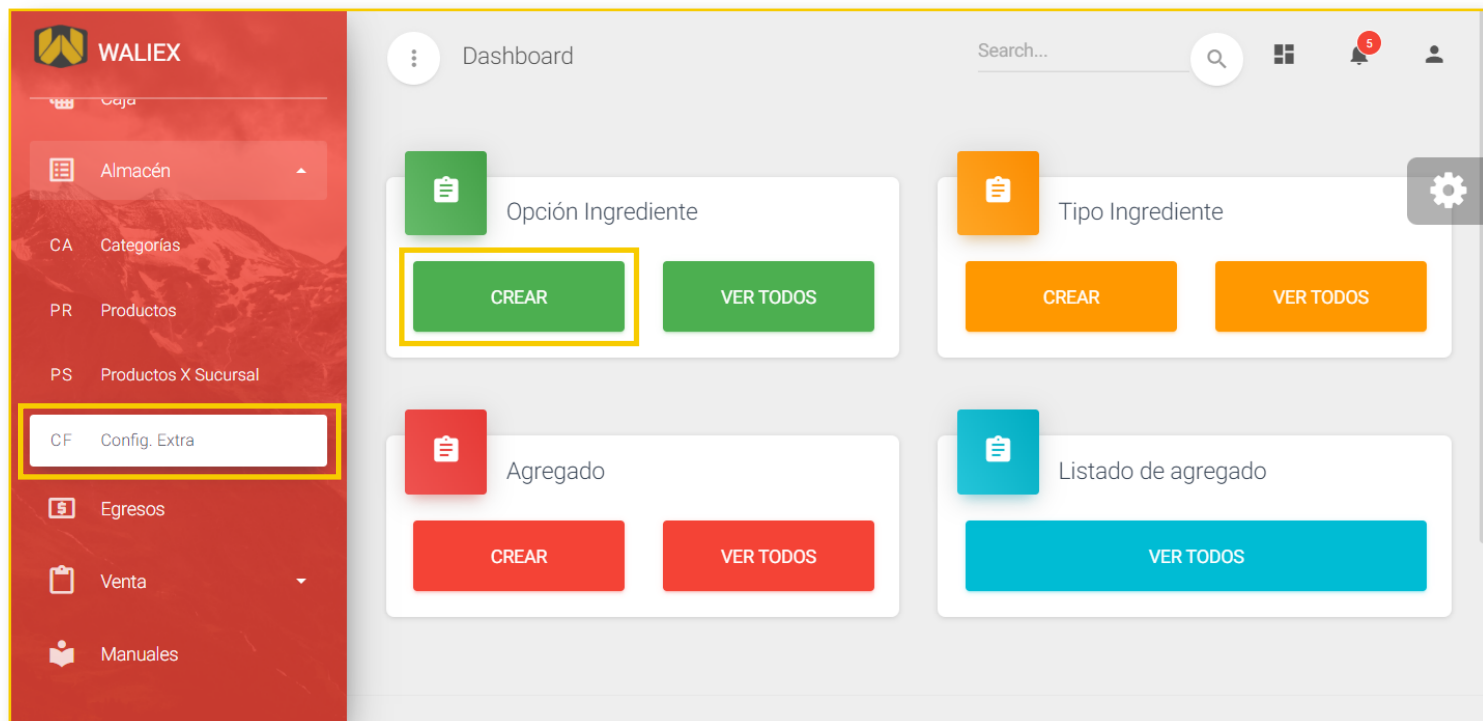 WALIEX
Caja
Almacén
CA Categorías
PR Productos
PS Productos X Sucursal
CF Config. Extra
Egresos
Venta
Manuales
Dashboard
Search...
5
Opción Ingrediente
CREAR VER TODOS
Tipo Ingrediente
CREAR VER TODOS
Agregado
CREAR VER TODOS
Listado de agregado
VER TODOS